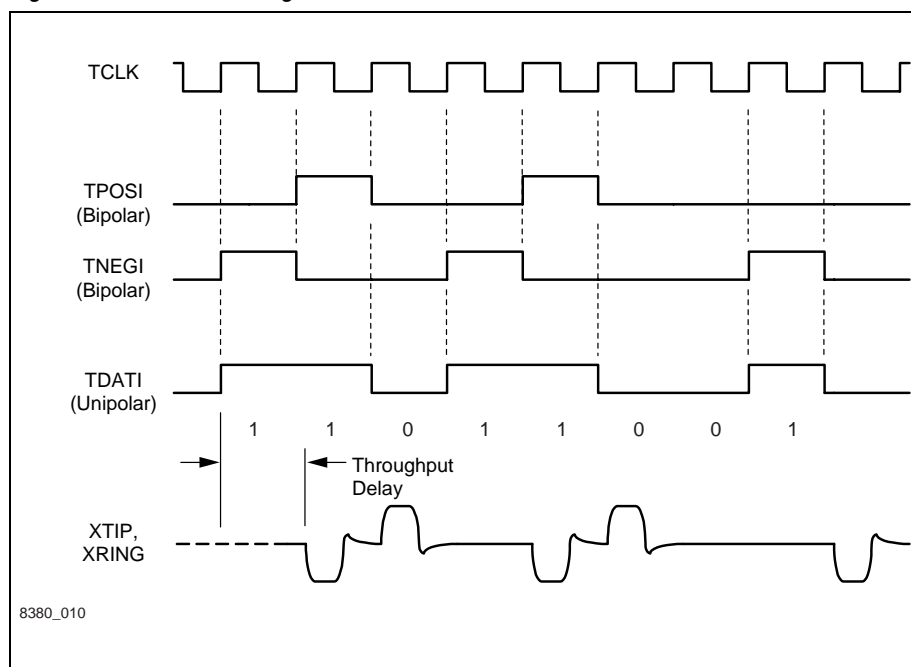 TCLK
TPOSI
(Bipolar)
TNEGI
(Bipolar)
TDATI
(Unipolar)
1 1 0 1 1 0 0 1
Throughput
Delay
XTIP,
XRING
8380_010